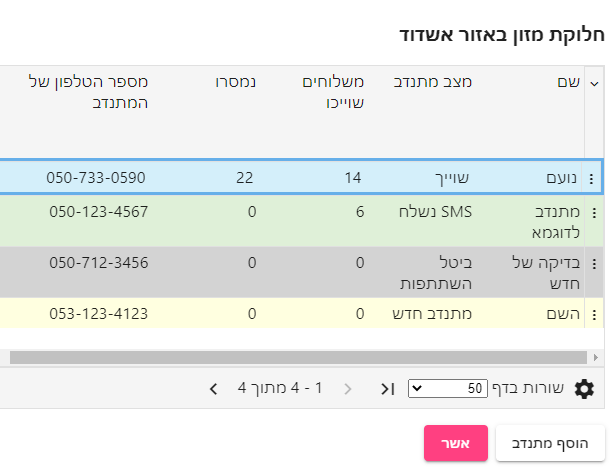 חלוקת מזון באזור אשדוד
שם מצב מתנדב משלוחים שוייכו נמסרו מספר הטלפון של המתנדב
נועם שוייך 14 22 050-733-0590
מתנדב לדוגמא SMS נשלח 6 0 050-123-4567
בדיקה של חדש ביטל השתתפות 0 0 050-712-3456
השם מתנדב חדש 0 0 053-123-4123
שורות בדף 50 1 - 4 מתוך 4
הוסף מתנדב אשר